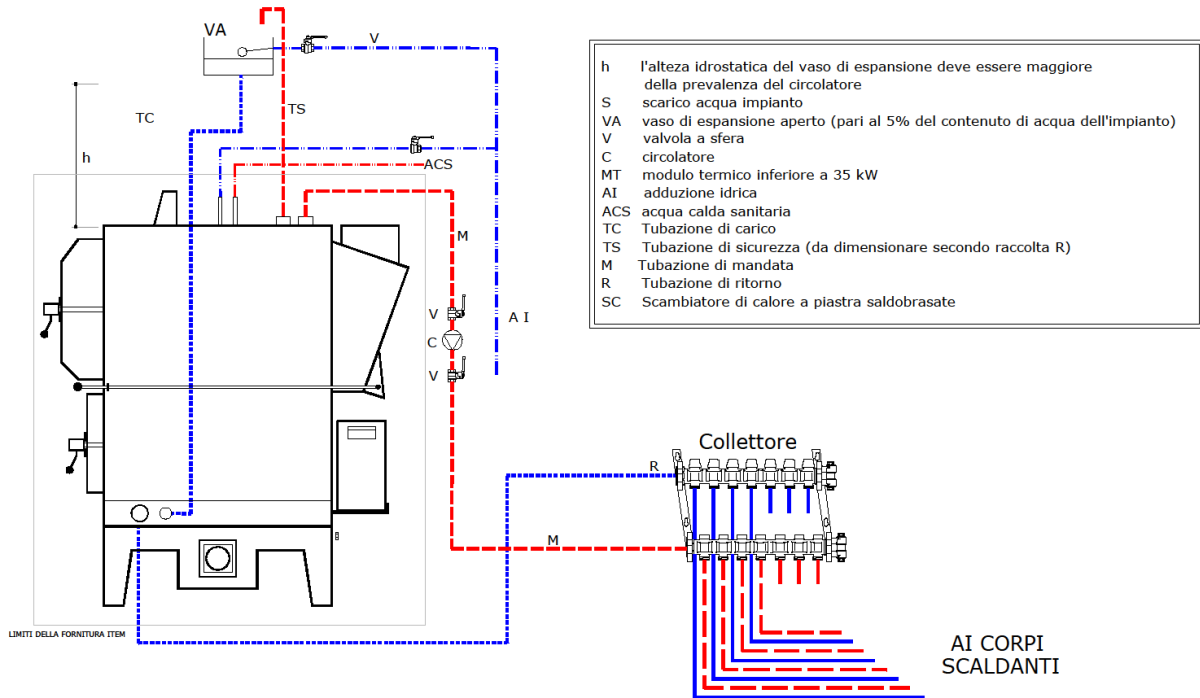 VA
V
TS
TC
h
ACS
M
V
C
V
A I
h l'alteza idrostatica del vaso di espansione deve essere maggiore
della prevalenza del circolatore
S scarico acqua impianto
VA vaso di espansione aperto (pari al 5% del contenuto di acqua dell'impianto)
V valvola a sfera
C circolatore
MT modulo termico inferiore a 35 kW
AI adduzione idrica
ACS acqua calda sanitaria
TC Tubazione di carico
TS Tubazione di sicurezza (da dimensionare secondo raccolta R)
M Tubazione di mandata
R Tubazione di ritorno
SC Scambiatore di calore a piastra saldobrasate
Collettore
R
M
LIMITI DELLA FORNITURA ITEM
AI CORPI
SCALDANTI